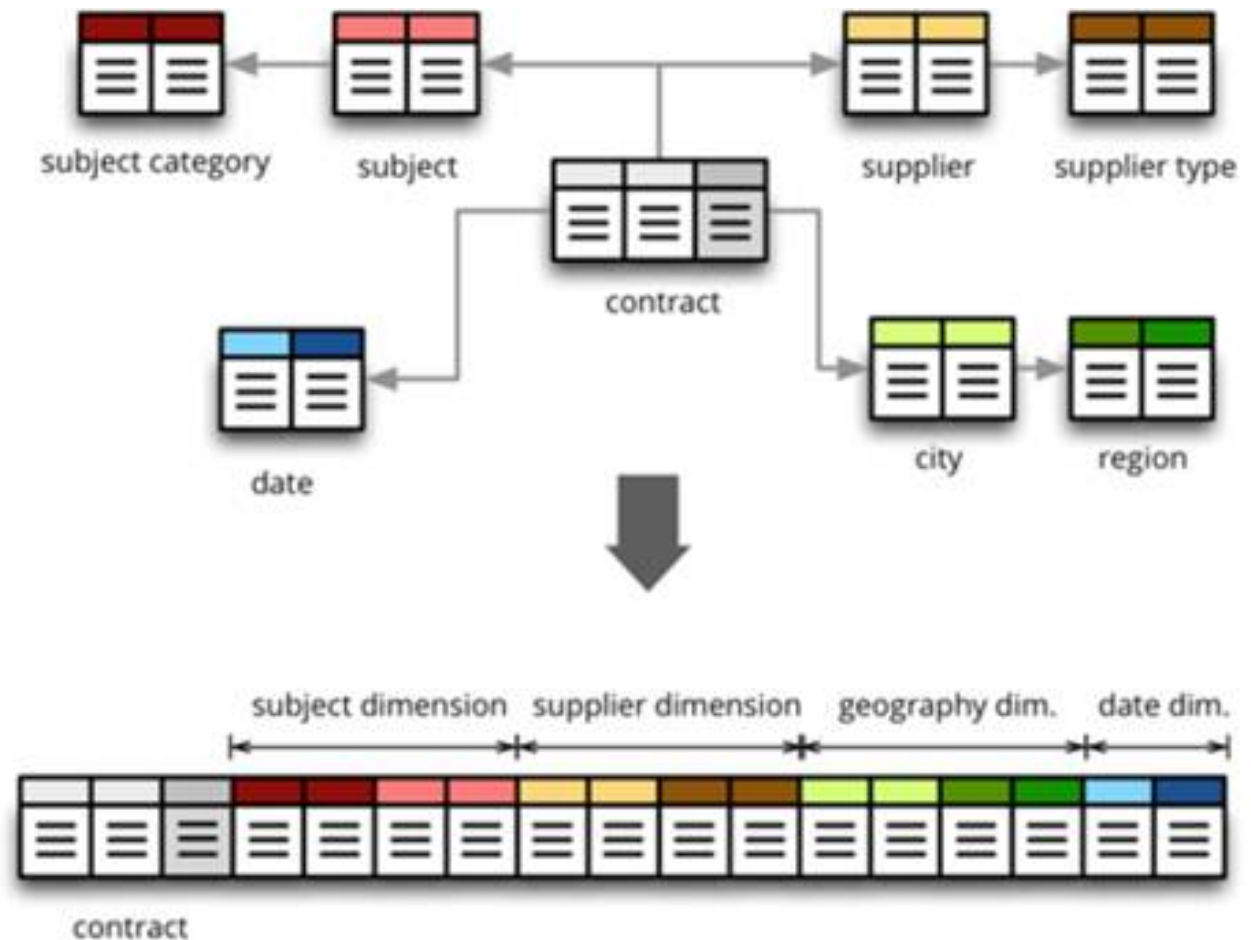 subject category
subject
supplier
supplier type
contract
date
city
region
subject dimension
supplier dimension
geography dim.
date dim.
contract